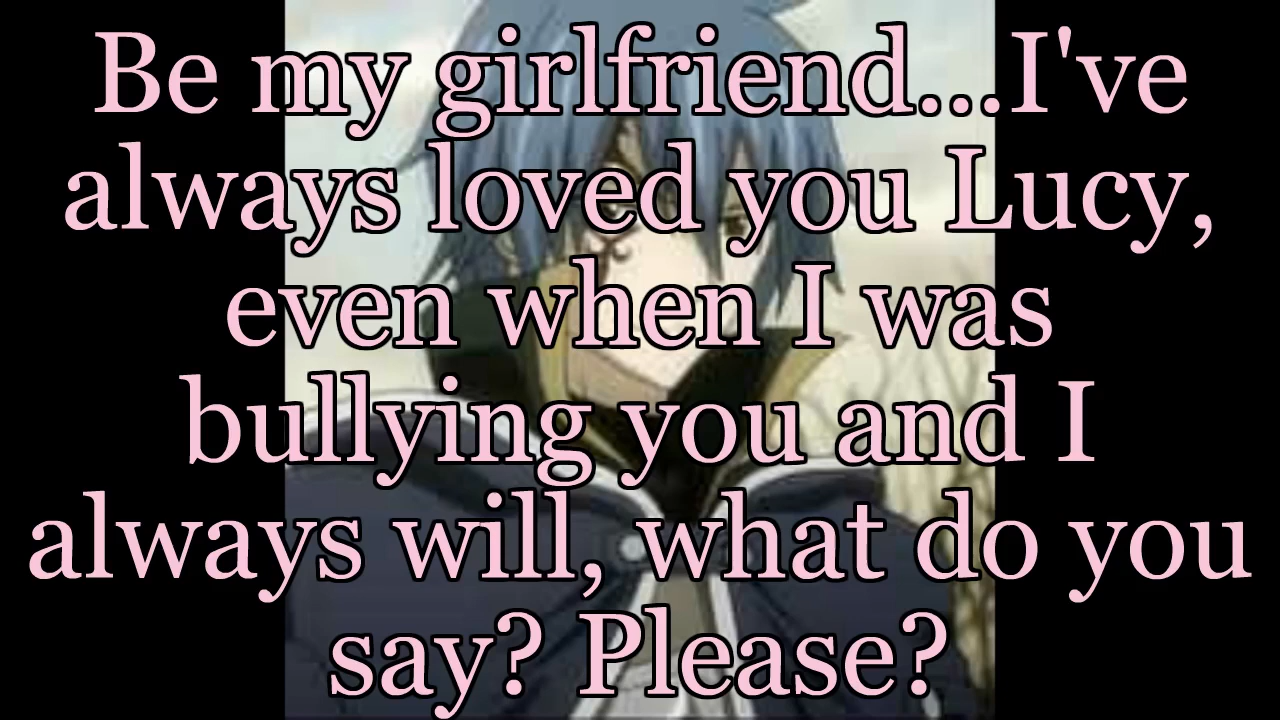 Be my girlfriend...I've
always loved you Lucy,
even when I was
bullying you and I
always will, what do you
say? Please?